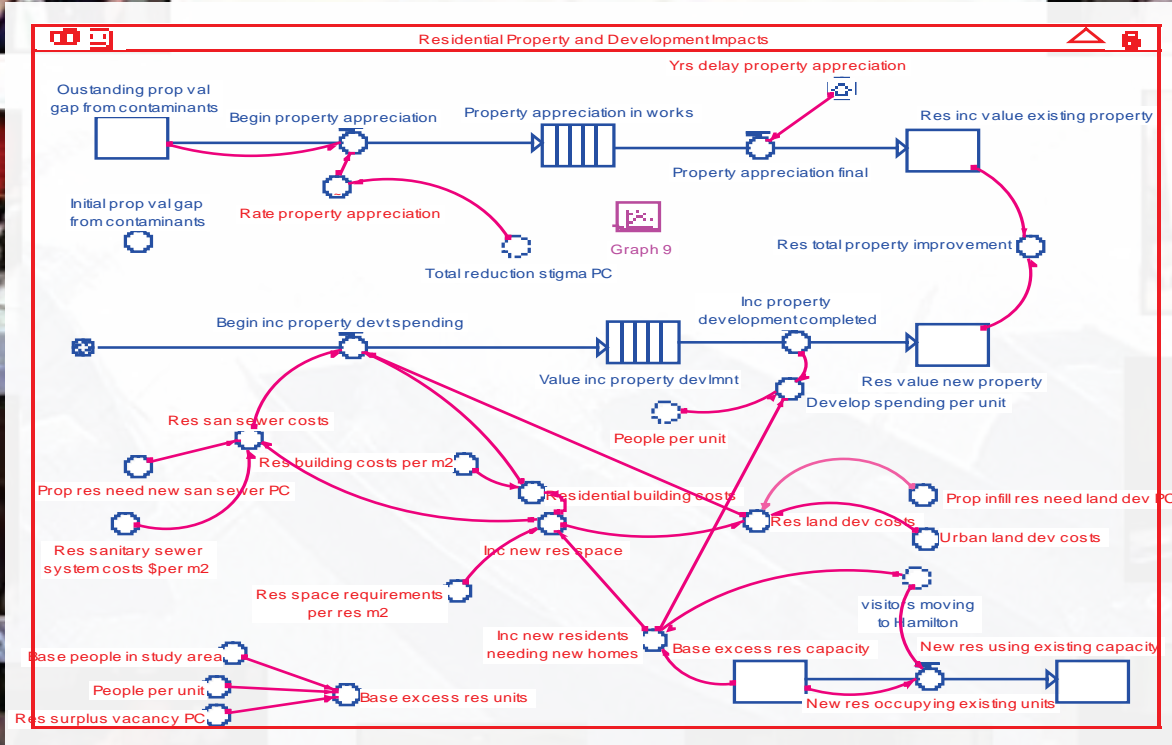 Residential Property and Development Impacts
Yrs delay property appreciation
Oustanding prop val
gap from contaminants
Begin property appreciation
Property appreciation in works
Res inc value existing property
Property appreciation final
Initial prop val gap
from contaminants
Rate property appreciation
Total reduction stigma PC
Graph 9
Res total property improvement
Begin inc property devt spending
Inc property
development completed
Value inc property devlmnt
Res value new property
Develop spending per unit
People per unit
Res san sewer costs
Res building costs per m2
Prop res need new san sewer PC
Residential building costs
Prop infill res need land dev PC
Res land dev costs
Urban land dev costs
Res sanitary sewer
system costs $per m2
Inc new res space
Res space requirements
per res m2
visitors moving
to Hamilton
Inc new residents
needing new homes
Base excess res capacity
New res using existing capacity
New res occupying existing units
Base people in study area
People per unit
Res surplus vacancy PC
Base excess res units